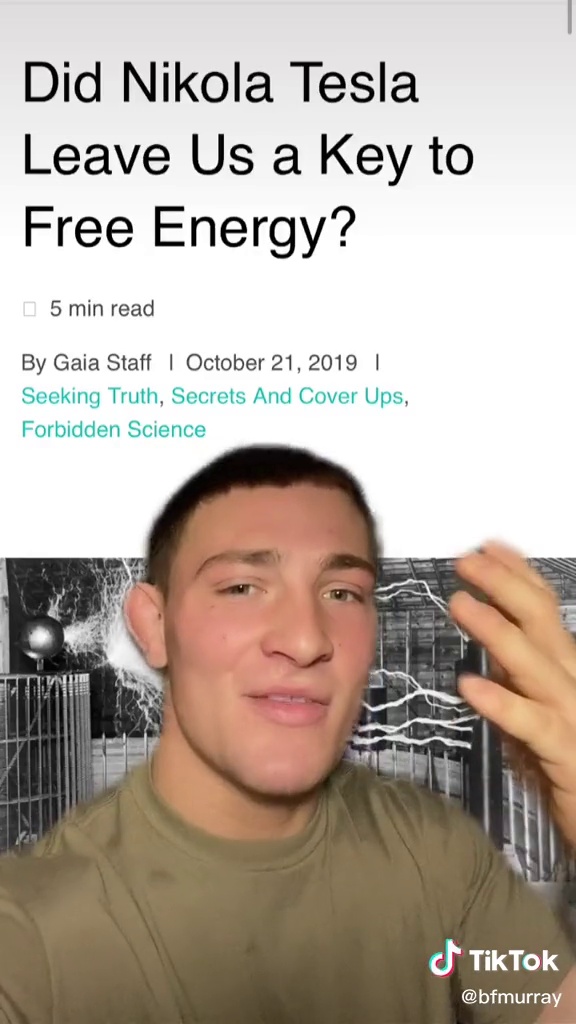 Did Nikola Tesla
Leave Us a Key to
Free Energy?
5 min read
By Gaia Staff | October 21, 2019 |
Seeking Truth, Secrets And Cover Ups,
Forbidden Science
TikTok
@bfmurray